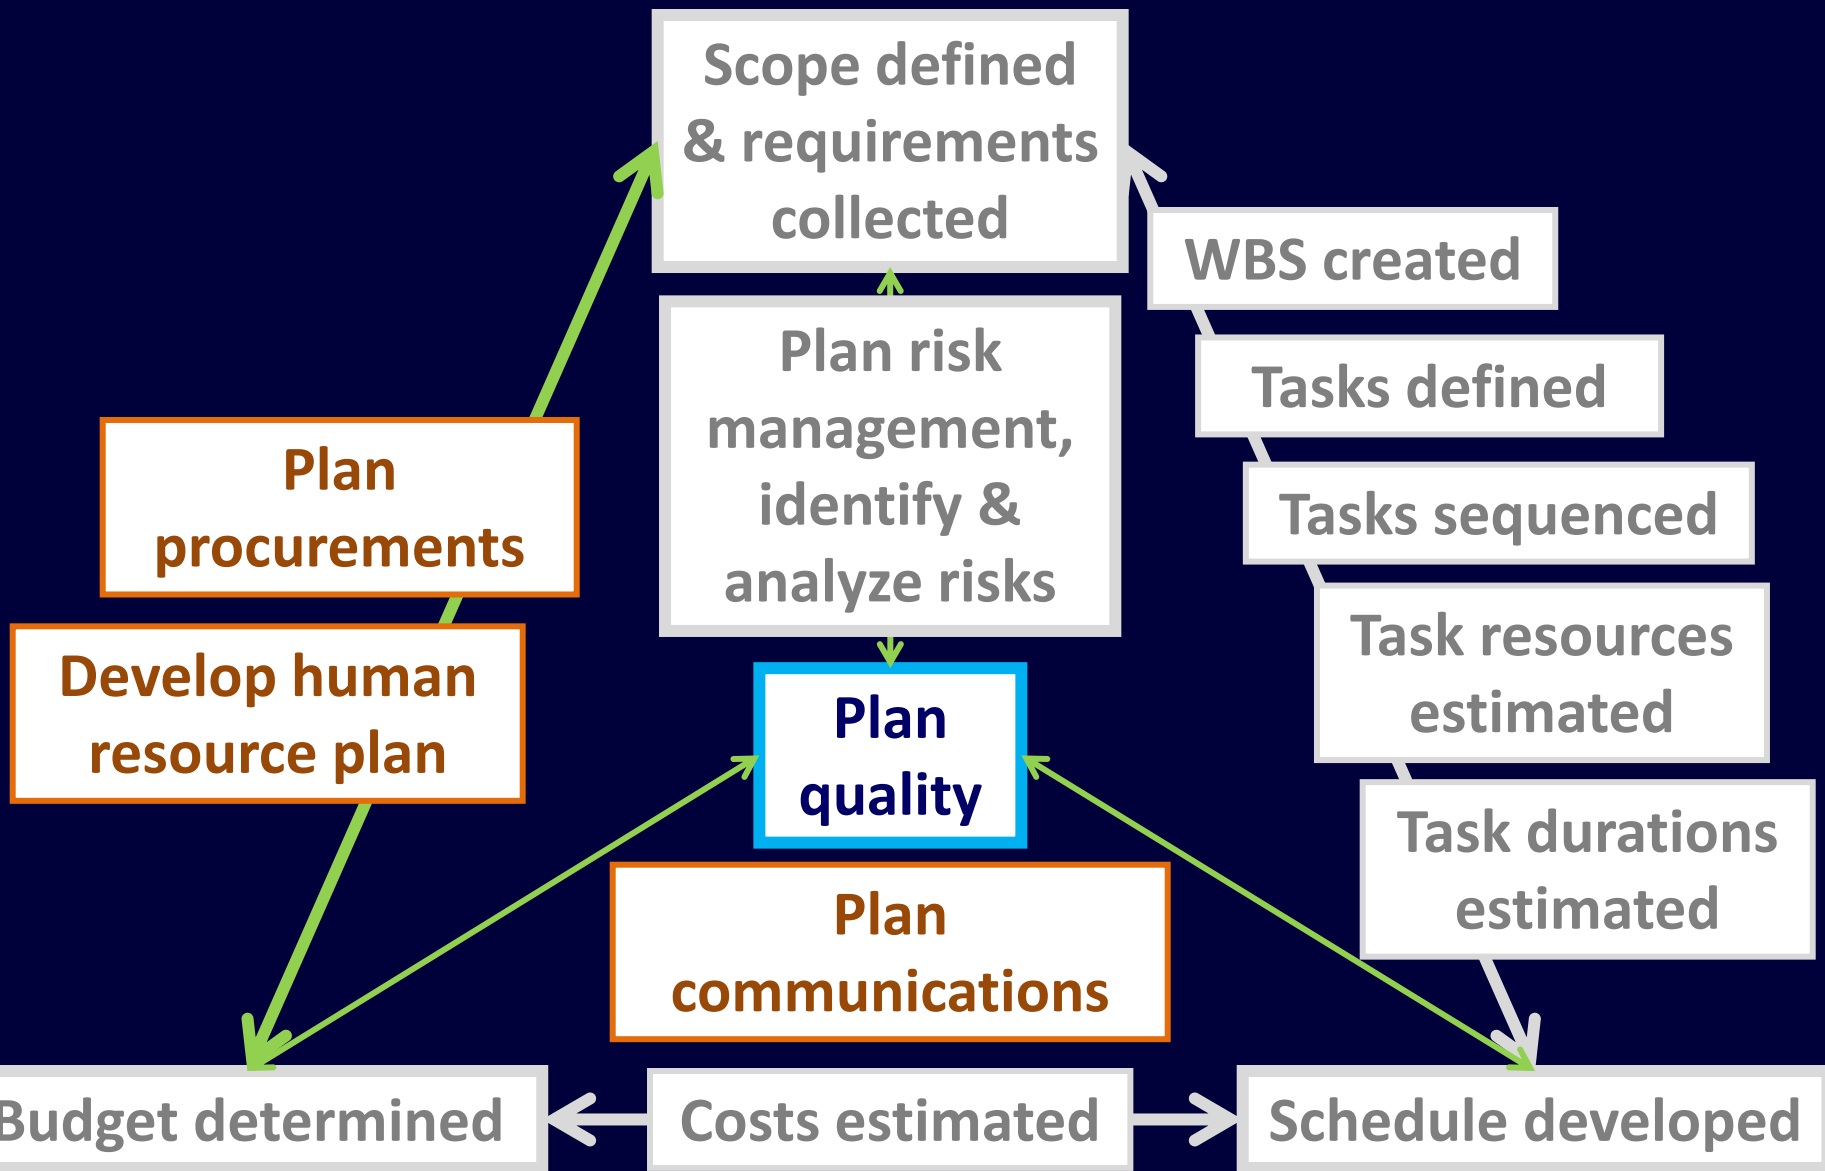 Scope defined
& requirements
collected
WBS created
Plan risk
management,
identify &
analyze risks
Tasks defined
Plan
procurements
Tasks sequenced
Develop human
resource plan
Task resources
estimated
Plan
quality
Task durations
estimated
Plan
communications
Budget determined
Costs estimated
Schedule developed